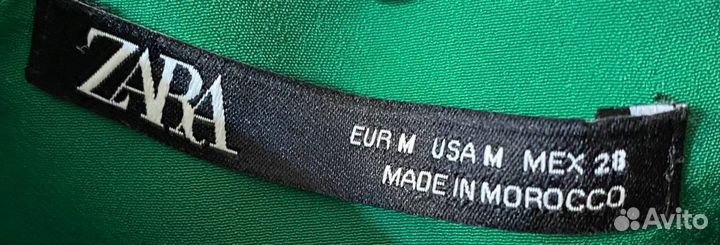 ZARA
EUR M USA M MEX 28
MADE IN MOROCCO
Avito